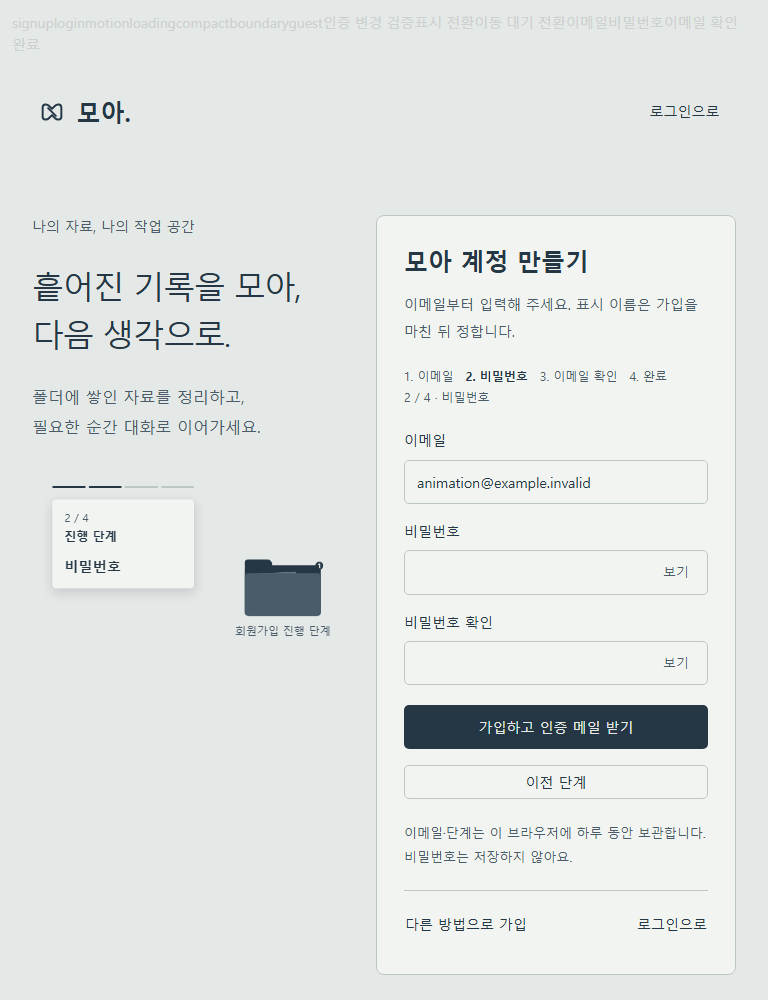 signuploginmotionloadingcompactboundaryguest인증 변경 검증표시 전환이동 대기 전환이메일비밀번호이메일 확인
완료
모아.
로그인으로
나의 자료, 나의 작업 공간
흩어진 기록을 모아,
다음 생각으로.
폴더에 쌓인 자료를 정리하고,
필요한 순간 대화로 이어가세요.
2 / 4
진행 단계
비밀번호
1
회원가입 진행 단계
모아 계정 만들기
이메일부터 입력해 주세요. 표시 이름은 가입을
마친 뒤 정합니다.
1. 이메일 2. 비밀번호 3. 이메일 확인 4. 완료
2 / 4 · 비밀번호
이메일
animation@example.invalid
비밀번호
보기
비밀번호 확인
보기
가입하고 인증 메일 받기
이전 단계
이메일·단계는 이 브라우저에 하루 동안 보관합니다.
비밀번호는 저장하지 않아요.
다른 방법으로 가입
로그인으로